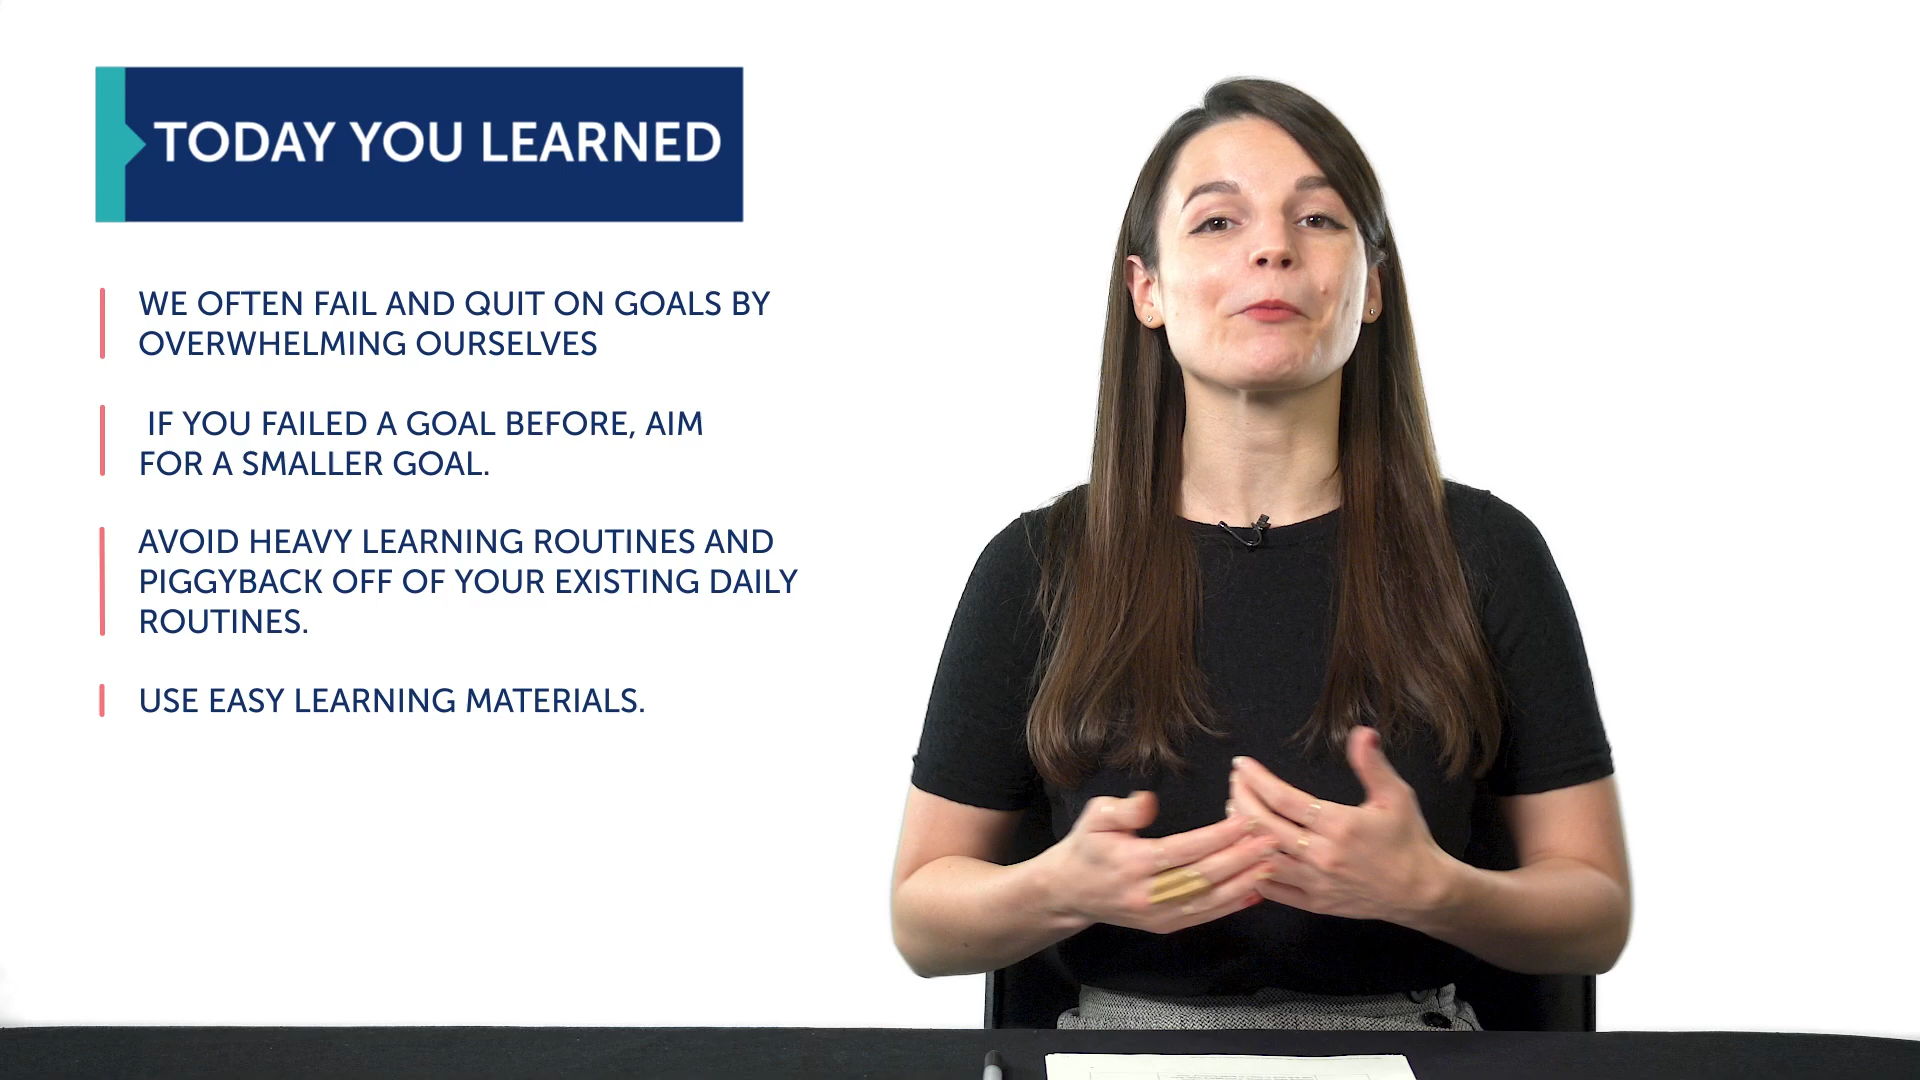 TODAY YOU LEARNED
WE OFTEN FAIL AND QUIT ON GOALS BY
OVERWHELMING OURSELVES
IF YOU FAILED A GOAL BEFORE, AIM
FOR A SMALLER GOAL.
AVOID HEAVY LEARNING ROUTINES AND
PIGGYBACK OFF OF YOUR EXISTING DAILY
ROUTINES.
USE EASY LEARNING MATERIALS.